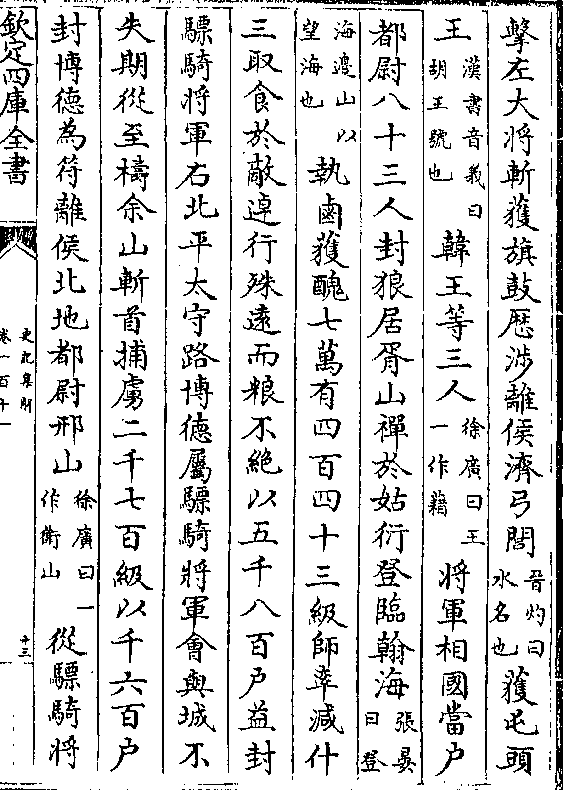 擊左大將斬獲旗鼓歴涉離侯濟弓閭晉灼曰水名也獲屯頭
王漢書音義曰胡王號也韓王等三人徐廣曰王一作藉將軍相國當户
都尉八十三人封狼居胥山禪於姑衍登臨翰海張晏曰登
海邉山以望海也執鹵獲醜七萬有四百四十三級師率減什
三取食於敵逴行殊逺而粮不絶以五千八百户益封
驃騎將軍右北平太守路博德屬驃騎將軍會與城不
失期從至檮余山斬首捕虜二千七百級以千六百户
封博德為符離侯北地都尉邢山徐廣曰一作衛山從驃騎將
欽定四庫全書
史記集解
卷一百十一
十三